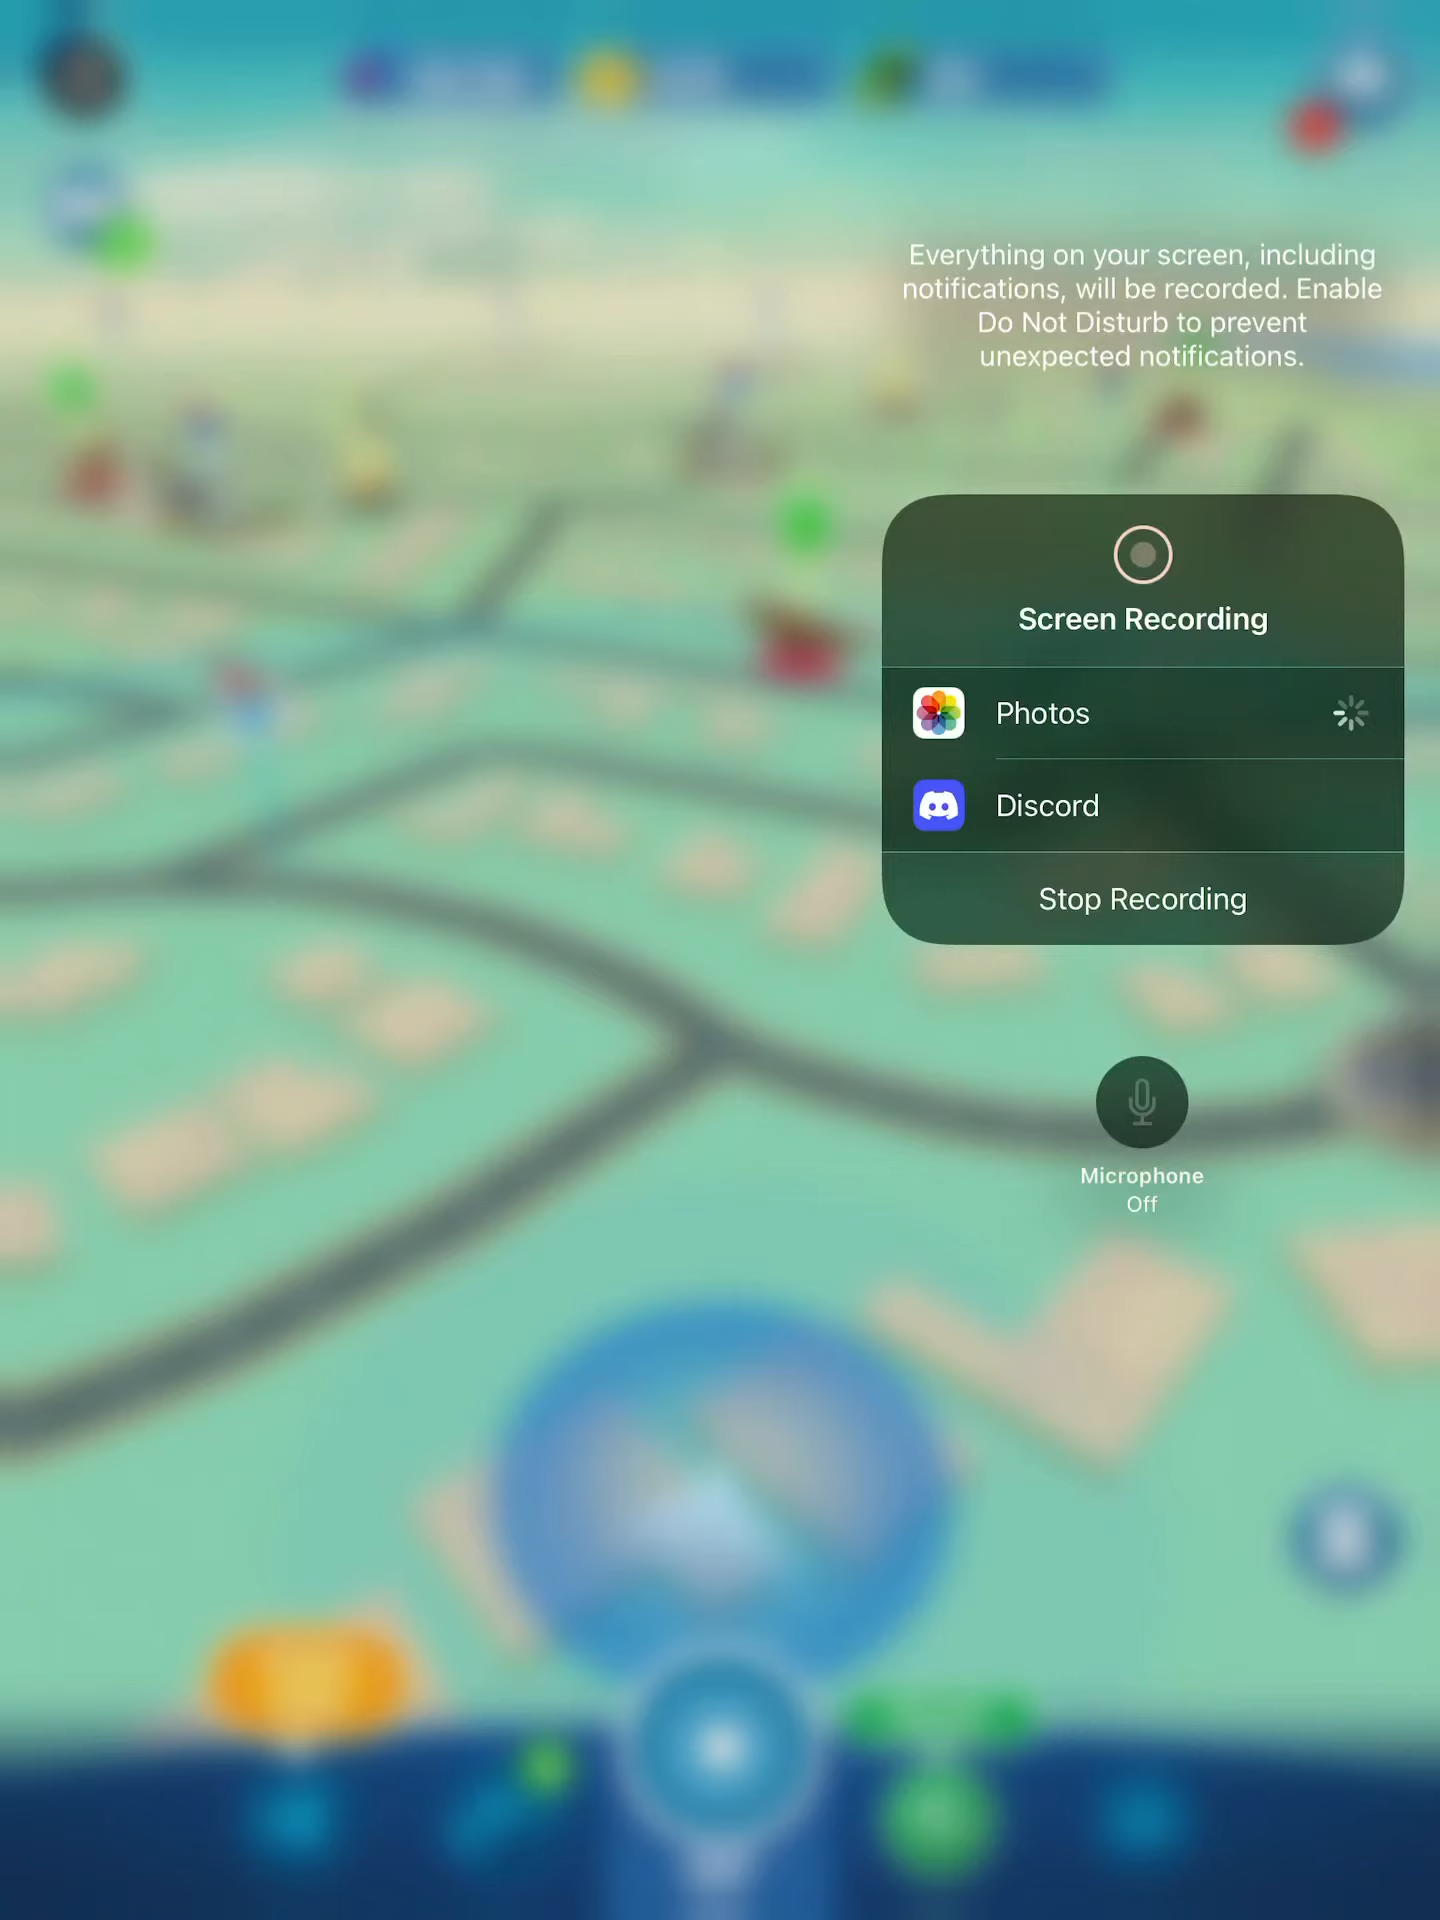 Everything on your screen, including
notifications, will be recorded. Enable
Do Not Disturb to prevent
unexpected notifications.
Screen Recording
Photos
Discord
Stop Recording
Microphone
Off